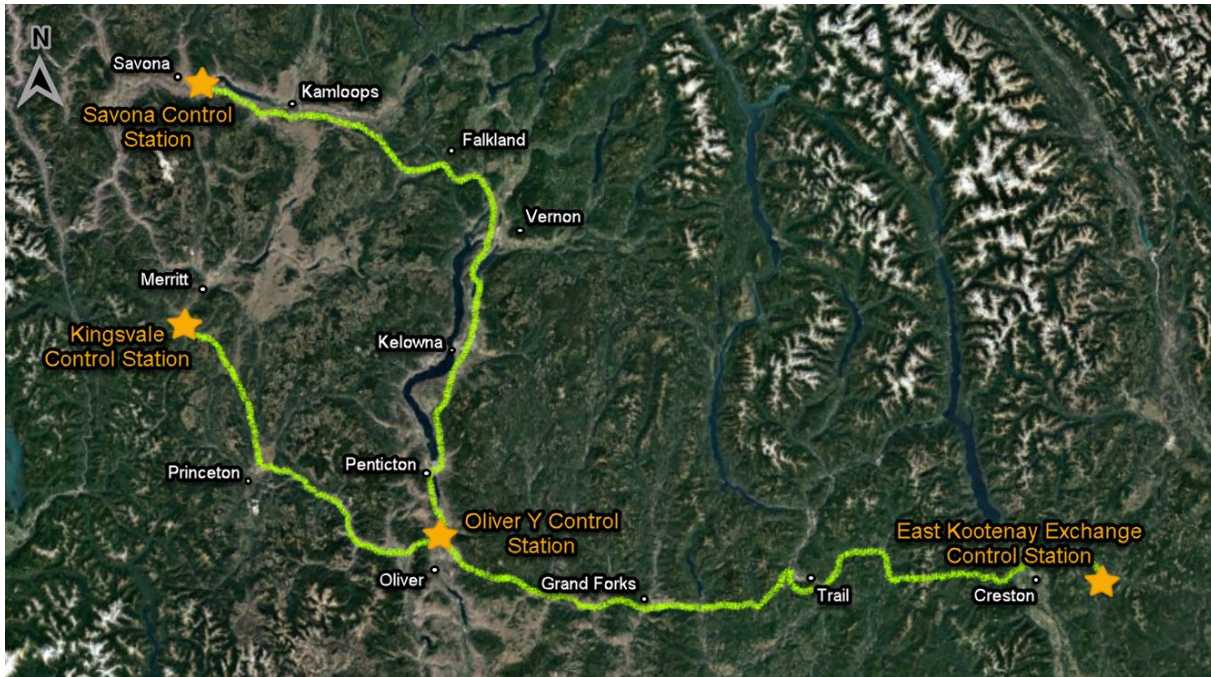 N
Savona
Savona Control
Station
Kamloops
Falkland
Vernon
Merritt
Kingsvale
Control Station
Kelowna
Princeton
Penticton
Oliver Y Control
Station
Oliver
Grand Forks
Trail
East Kootenay Exchange
Control Station
Creston